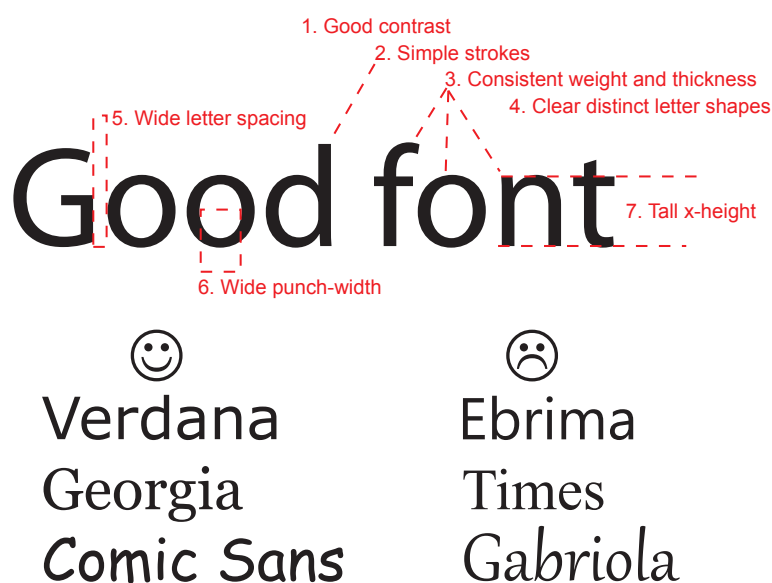 1. Good contrast
2. Simple strokes
3. Consistent weight and thickness
4. Clear distinct letter shapes
5. Wide letter spacing
Good font
7. Tall x-height
6. Wide punch-width
Verdana
Georgia
Comic Sans
Ebrima
Times
Gabriola